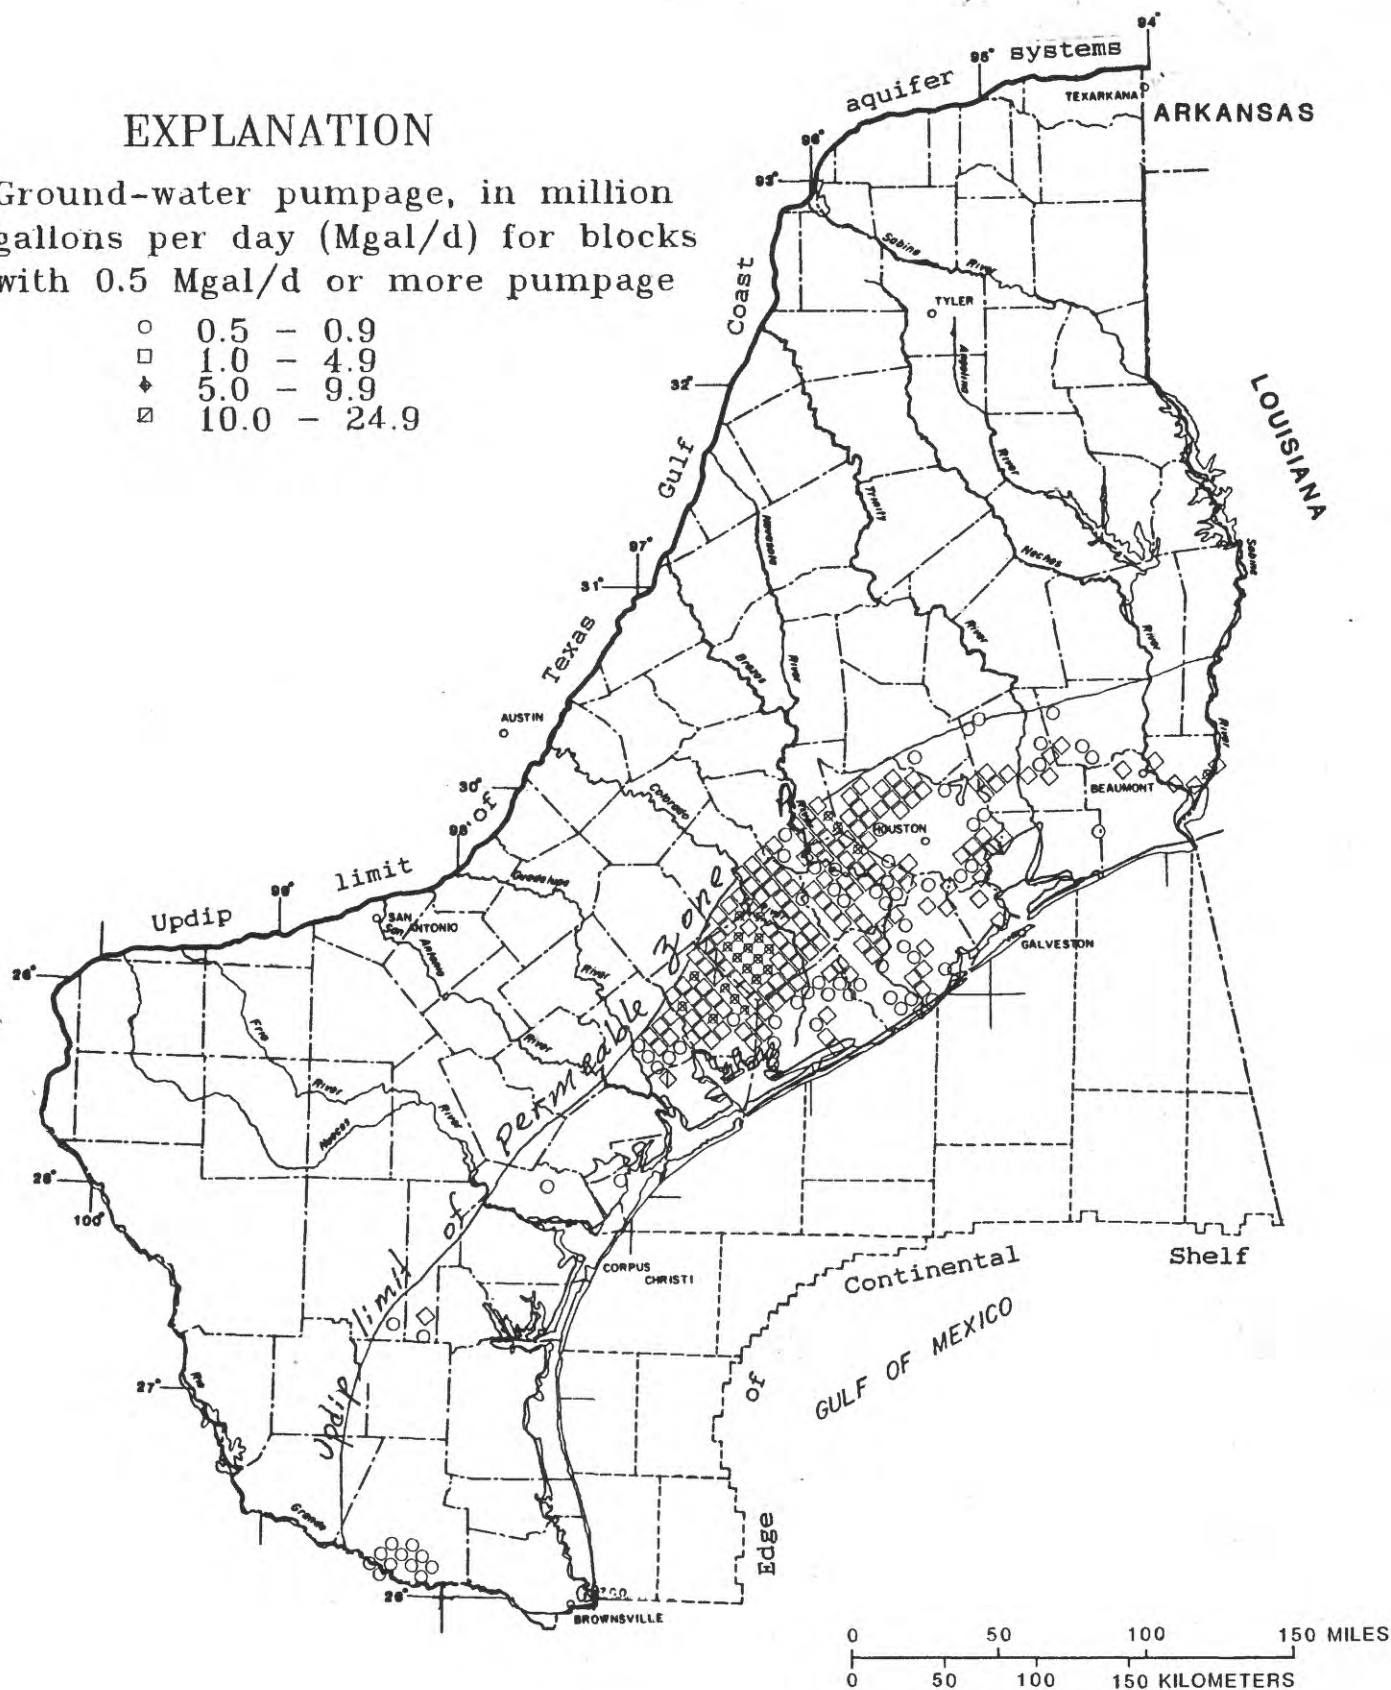 EXPLANATION
Ground-water pumpage, in million
gallons per day (Mgal/d) for blocks
with 0.5 Mgal/d or more pumpage
0.5 - 0.9
1.0 - 4.9
5.0 - 9.9
10.0 - 24.9
Updip limit of Texas Gulf Coast aquifer systems
94°
95°
96°
93°
32°
97°
31°
30°
98°
99°
26°
28°
100°
27°
26°
TEXARKANA
ARKANSAS
LOUISIANA
Sabine
River
TYLER
Angelina
River
Trinity
River
Navasota
River
Neches
River
Sabine
River
Brazos
River
AUSTIN
Colorado
HOUSTON
BEAUMONT
GALVESTON
Guadalupe
River
SAN
ANTONIO
San
Antonio
River
Frio
River
Nueces
River
updip limit of permeable zone
CORPUS
CHRISTI
Grande
BROWNSVILLE
Edge of Continental Shelf
GULF OF MEXICO
0 50 100 150 MILES
0 50 100 150 KILOMETERS